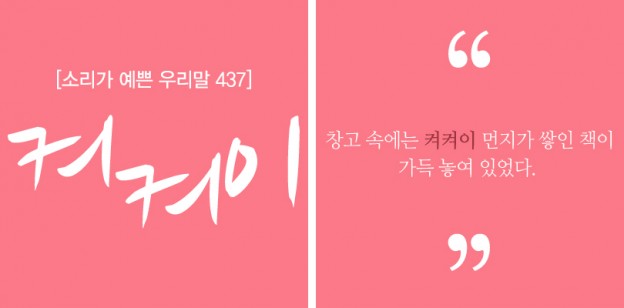 [소리가 예쁜 우리말 437]
켜켜이
“
창고 속에는 켜켜이 먼지가 쌓인 책이
가득 놓여 있었다.
”